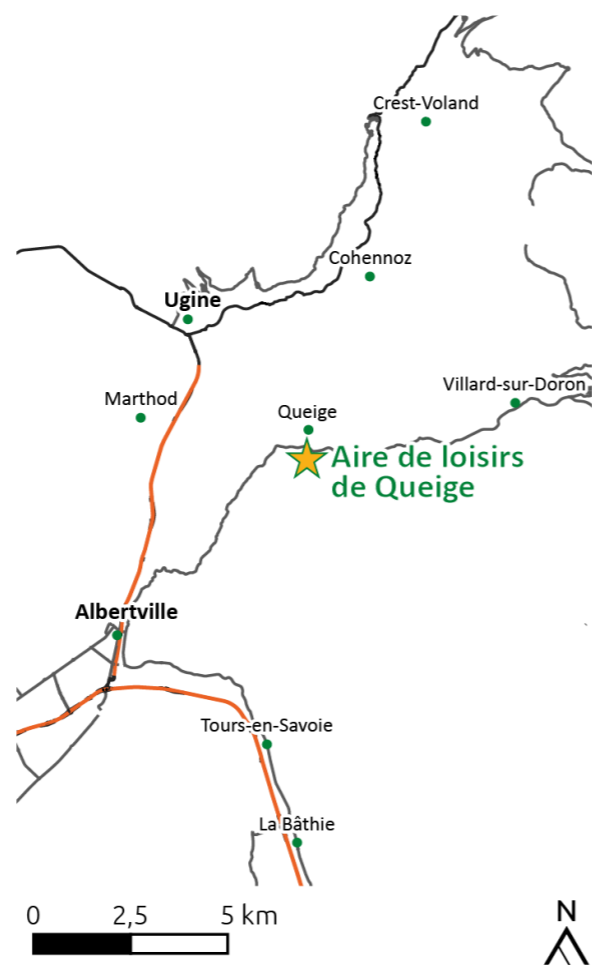 Crest-Voland
Cohennoz
Ugine
Villard-sur-Doron
Marthod
Queige
Aire de loisirs
de Queige
Albertville
Tours-en-Savoie
La Bâthie
0 2,5 5 km
N